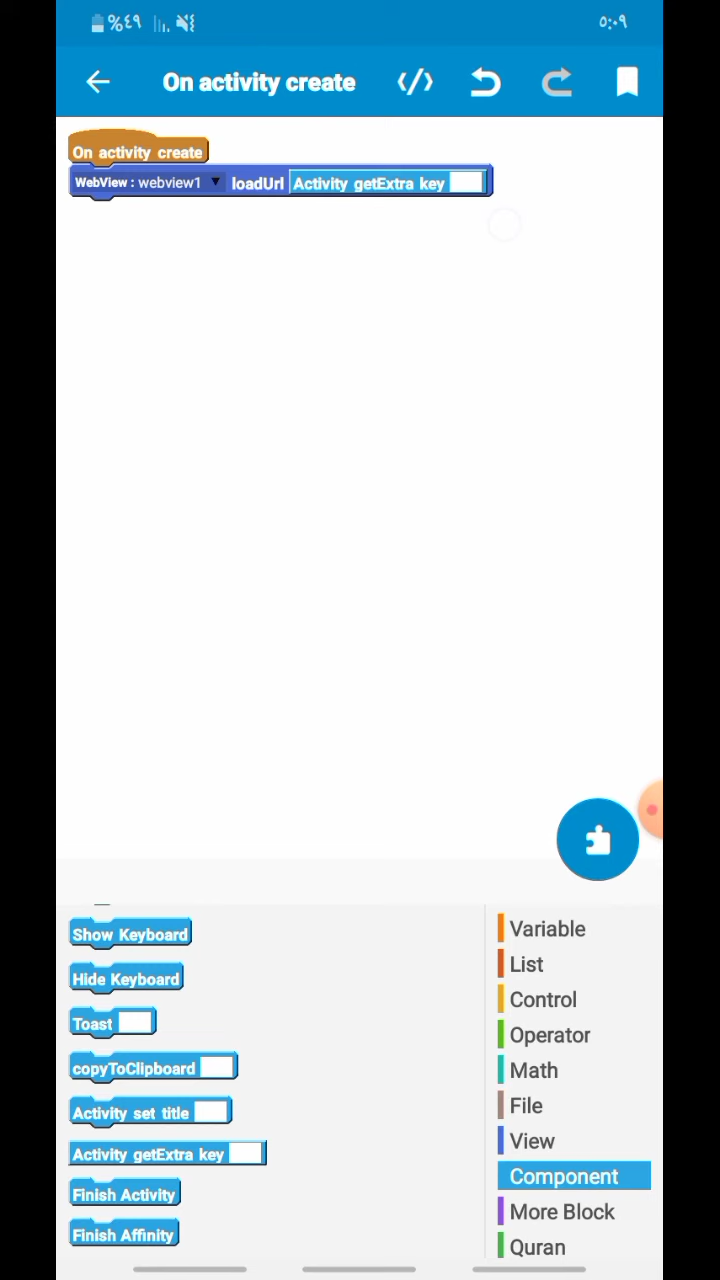 %٤٩ ٥:٠٩
On activity create
On activity create
WebView : webview1 loadUrl Activity getExtra key
Show Keyboard
Hide Keyboard
Toast
copyToClipboard
Activity set title
Activity getExtra key
Finish Activity
Finish Affinity
Variable
List
Control
Operator
Math
File
View
Component
More Block
Quran